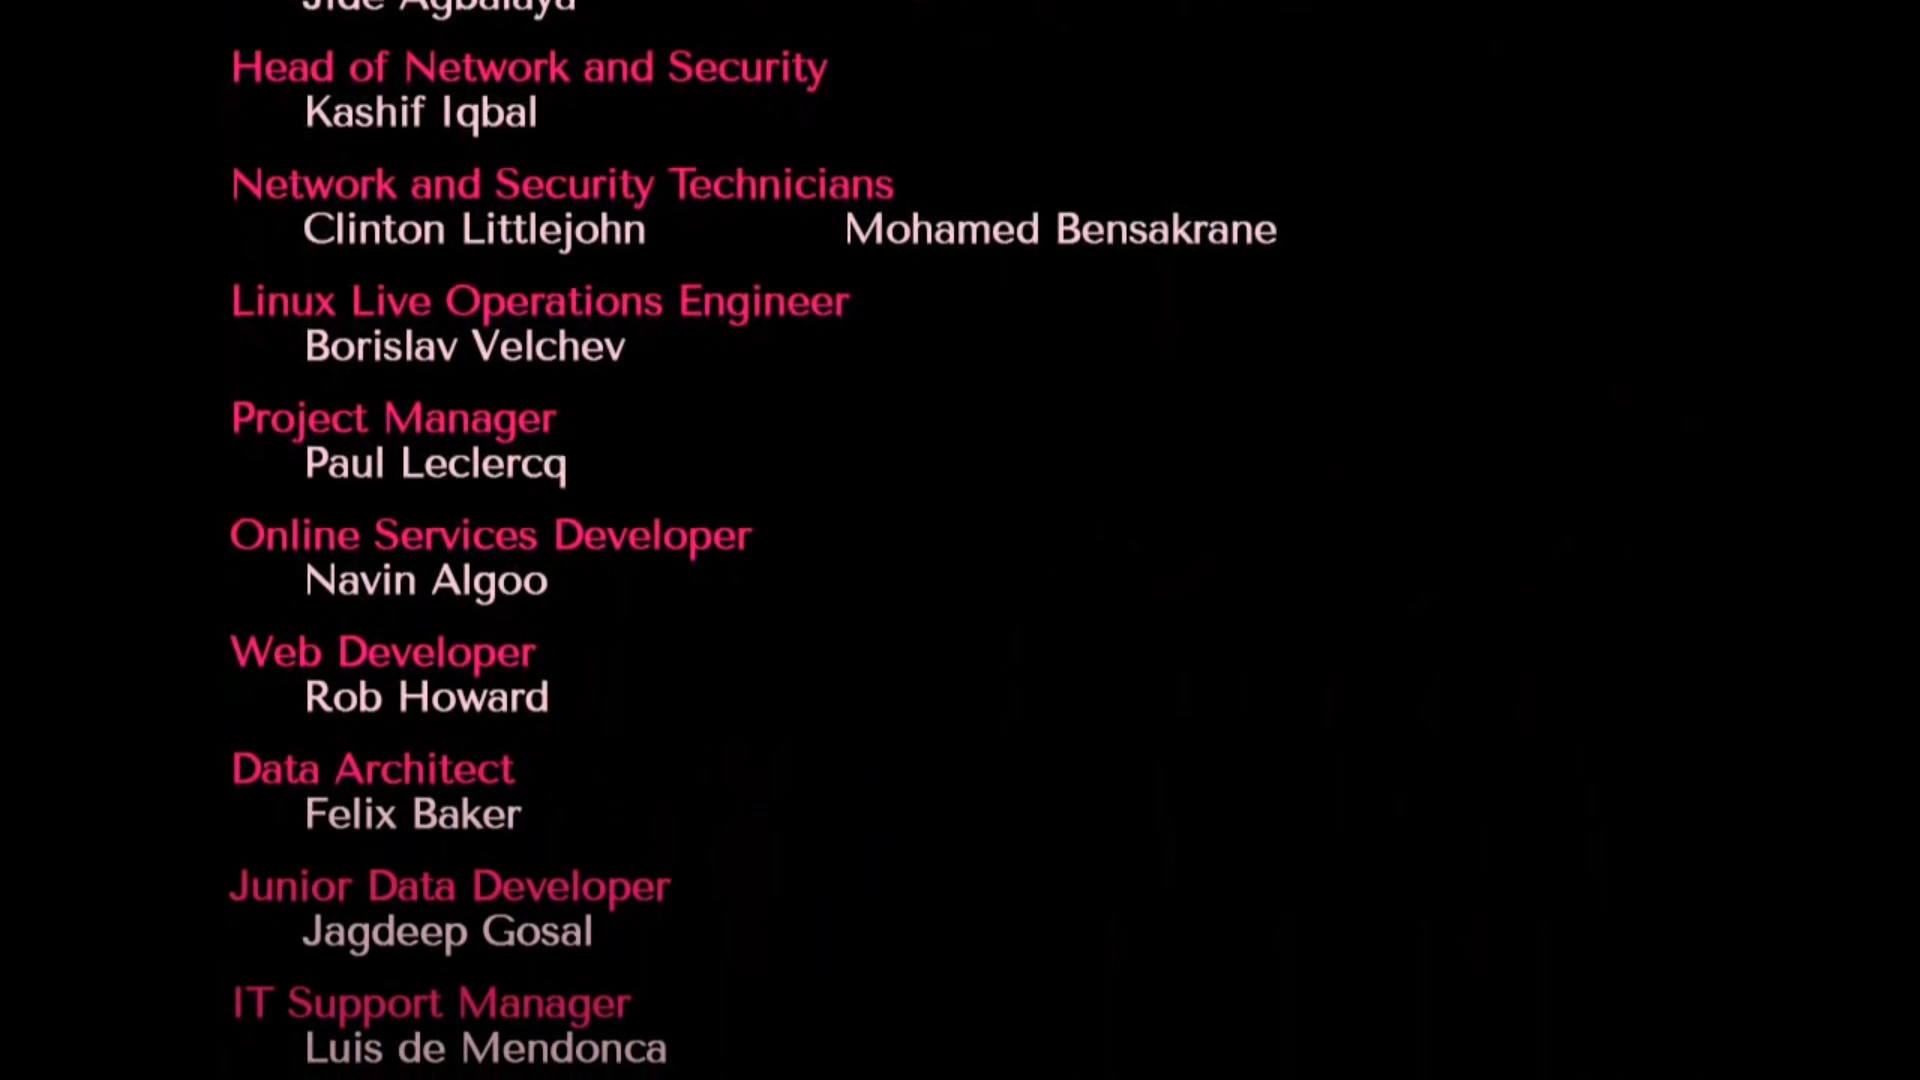 Jide Agbalaya
Head of Network and Security
Kashif Iqbal
Network and Security Technicians
Clinton Littlejohn Mohamed Bensakrane
Linux Live Operations Engineer
Borislav Velchev
Project Manager
Paul Leclercq
Online Services Developer
Navin Algoo
Web Developer
Rob Howard
Data Architect
Felix Baker
Junior Data Developer
Jagdeep Gosal
IT Support Manager
Luis de Mendonca